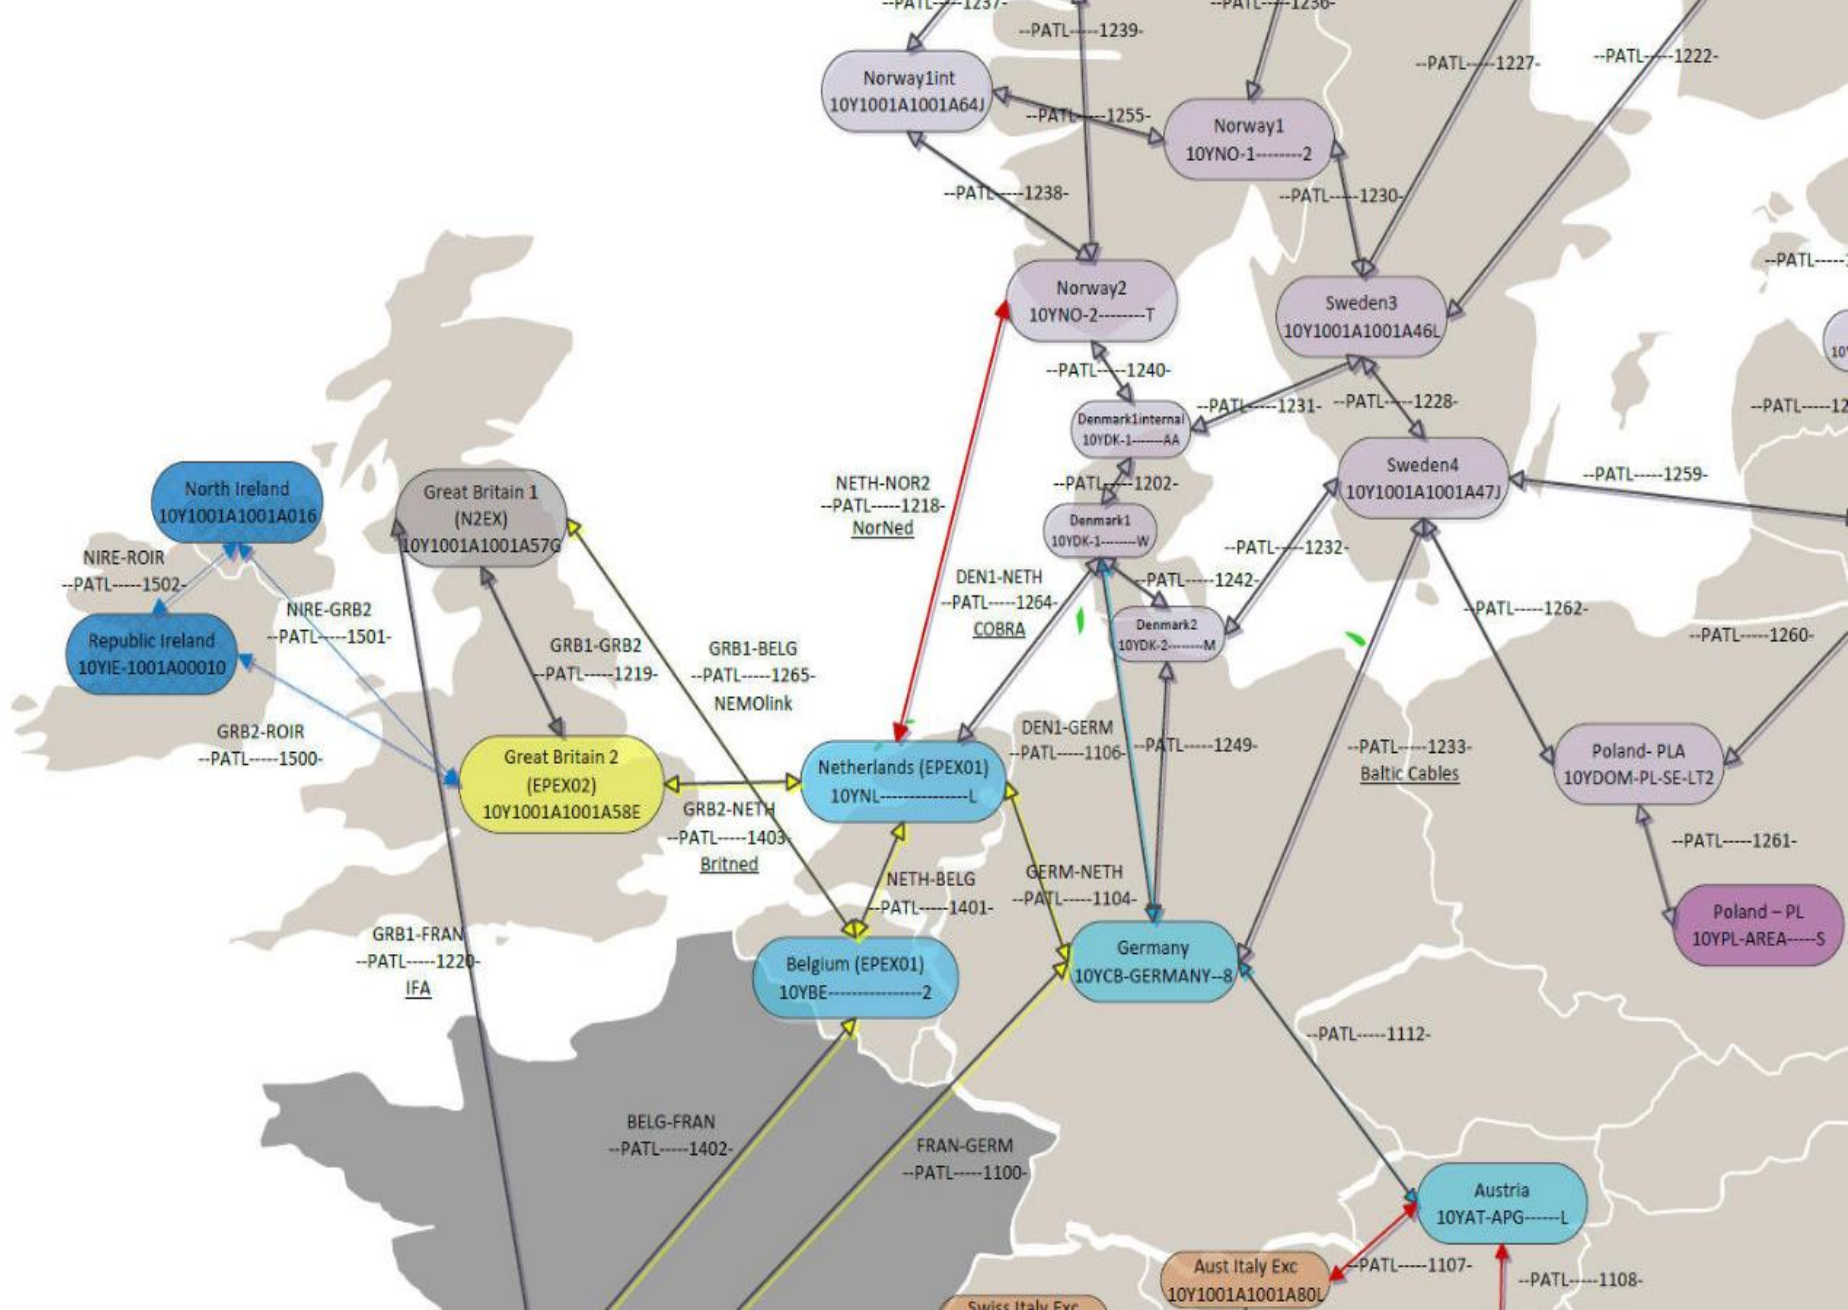 --PATL-----1237-
--PATL-----1239-
--PATL-----1236-
--PATL-----1227-
--PATL-----1222-
Norway1int
10Y1001A1001A64J
--PATL-----1255-
Norway1
10YNO-1--------2
--PATL-----1238-
--PATL-----1230-
--PATL-----
Norway2
10YNO-2--------T
Sweden3
10Y1001A1001A46L
--PATL-----1240-
--PATL-----1231-
--PATL-----1228-
--PATL-----12
Denmark1internal
10YDK-1-------AA
Sweden4
10Y1001A1001A47J
--PATL-----1259-
NETH-NOR2
--PATL-----1218-
NorNed
--PATL-----1202-
North Ireland
10Y1001A1001A016
Great Britain 1
(N2EX)
10Y1001A1001A57G
Denmark1
10YDK-1--------W
--PATL-----1232-
NIRE-ROIR
--PATL-----1502-
DEN1-NETH
--PATL-----1264-
COBRA
--PATL-----1242-
NIRE-GRB2
--PATL-----1501-
Republic Ireland
10YIE-1001A00010
GRB1-GRB2
--PATL-----1219-
GRB1-BELG
--PATL-----1265-
NEMOlink
Denmark2
10YDK-2--------M
--PATL-----1262-
--PATL-----1260-
GRB2-ROIR
--PATL-----1500-
Great Britain 2
(EPEX02)
10Y1001A1001A58E
Netherlands (EPEX01)
10YNL----------------L
DEN1-GERM
--PATL-----1106-
--PATL-----1249-
--PATL-----1233-
Baltic Cables
Poland- PLA
10YDOM-PL-SE-LT2
GRB2-NETH
--PATL-----1403-
Britned
--PATL-----1261-
NETH-BELG
--PATL-----1401-
GERM-NETH
--PATL-----1104-
Poland – PL
10YPL-AREA-----S
GRB1-FRAN
--PATL-----1220-
IFA
Belgium (EPEX01)
10YBE----------------2
Germany
10YCB-GERMANY--8
--PATL-----1112-
BELG-FRAN
--PATL-----1402-
FRAN-GERM
--PATL-----1100-
Austria
10YAT-APG------L
Aust Italy Exc
10Y1001A1001A80L
--PATL-----1107-
--PATL-----1108-
Swiss Italy Exc